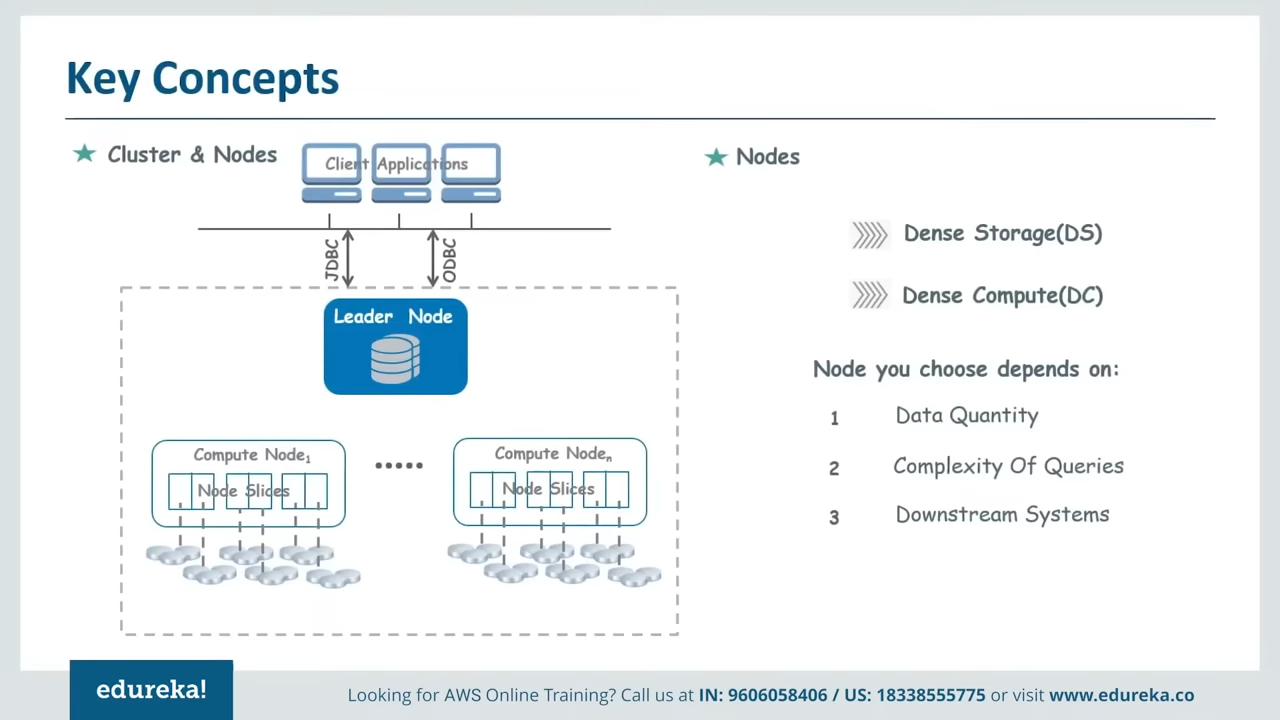 Key Concepts
Cluster & Nodes
Client Applications
JDBC
ODBC
Leader Node
Compute Node1
Node Slices
Compute Noden
Node Slices
Nodes
Dense Storage(DS)
Dense Compute(DC)
Node you choose depends on:
1 Data Quantity
2 Complexity Of Queries
3 Downstream Systems
edureka!
Looking for AWS Online Training? Call us at IN: 9606058406 / US: 18338555775 or visit www.edureka.co